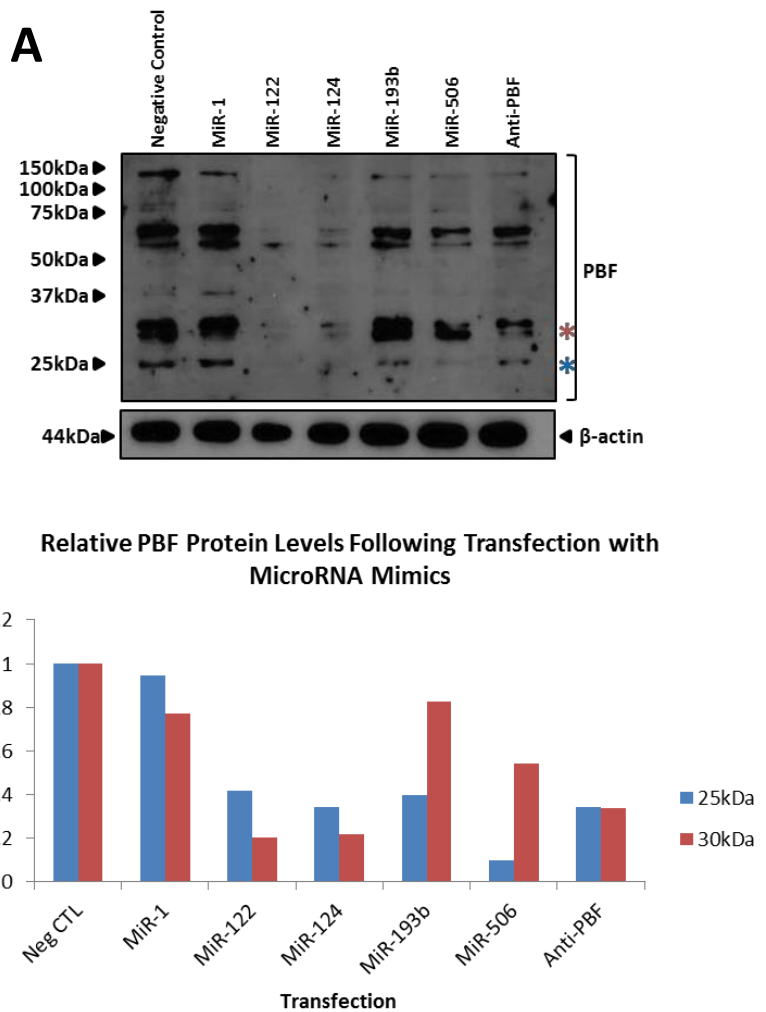 A
Negative Control
MiR-1
MiR-122
MiR-124
MiR-193b
MiR-506
Anti-PBF
150kDa
100kDa
75kDa
50kDa
37kDa
25kDa
PBF
*
*
44kDa
β-actin
Relative PBF Protein Levels Following Transfection with
MicroRNA Mimics
2
1
8
6
4
2
0
25kDa
30kDa
Neg CTL
MiR-1
MiR-122
MiR-124
MiR-193b
MiR-506
Anti-PBF
Transfection